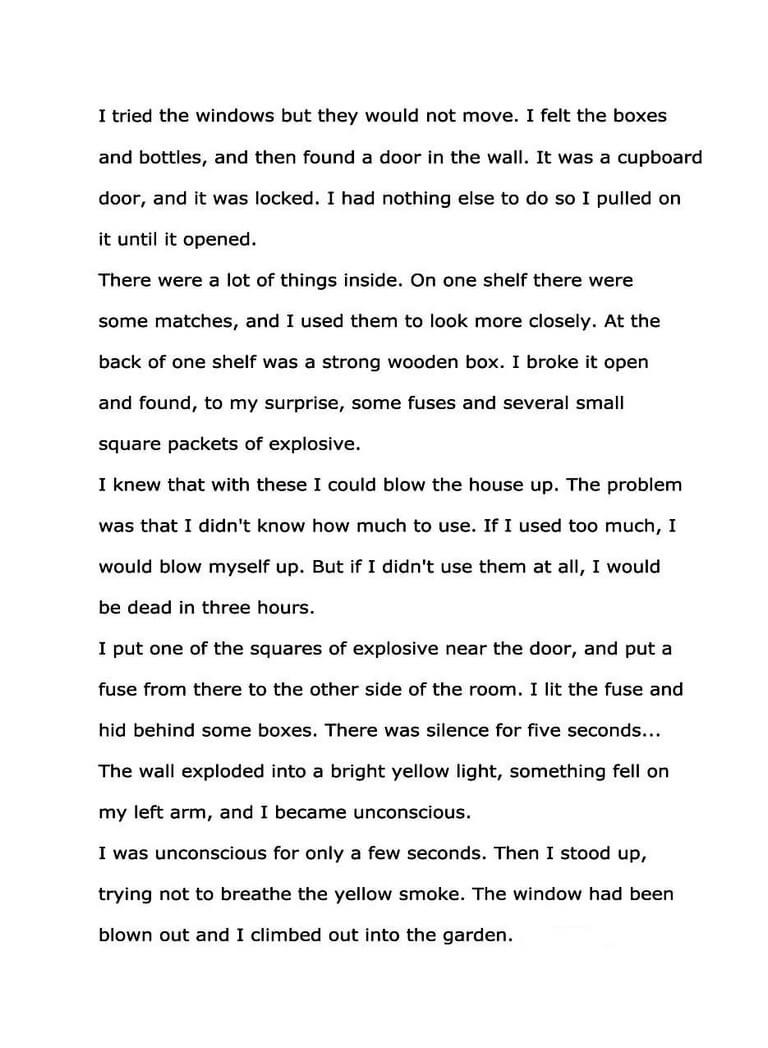 I tried the windows but they would not move. I felt the boxes
and bottles, and then found a door in the wall. It was a cupboard
door, and it was locked. I had nothing else to do so I pulled on
it until it opened.
There were a lot of things inside. On one shelf there were
some matches, and I used them to look more closely. At the
back of one shelf was a strong wooden box. I broke it open
and found, to my surprise, some fuses and several small
square packets of explosive.
I knew that with these I could blow the house up. The problem
was that I didn't know how much to use. If I used too much, I
would blow myself up. But if I didn't use them at all, I would
be dead in three hours.
I put one of the squares of explosive near the door, and put a
fuse from there to the other side of the room. I lit the fuse and
hid behind some boxes. There was silence for five seconds...
The wall exploded into a bright yellow light, something fell on
my left arm, and I became unconscious.
I was unconscious for only a few seconds. Then I stood up,
trying not to breathe the yellow smoke. The window had been
blown out and I climbed out into the garden.